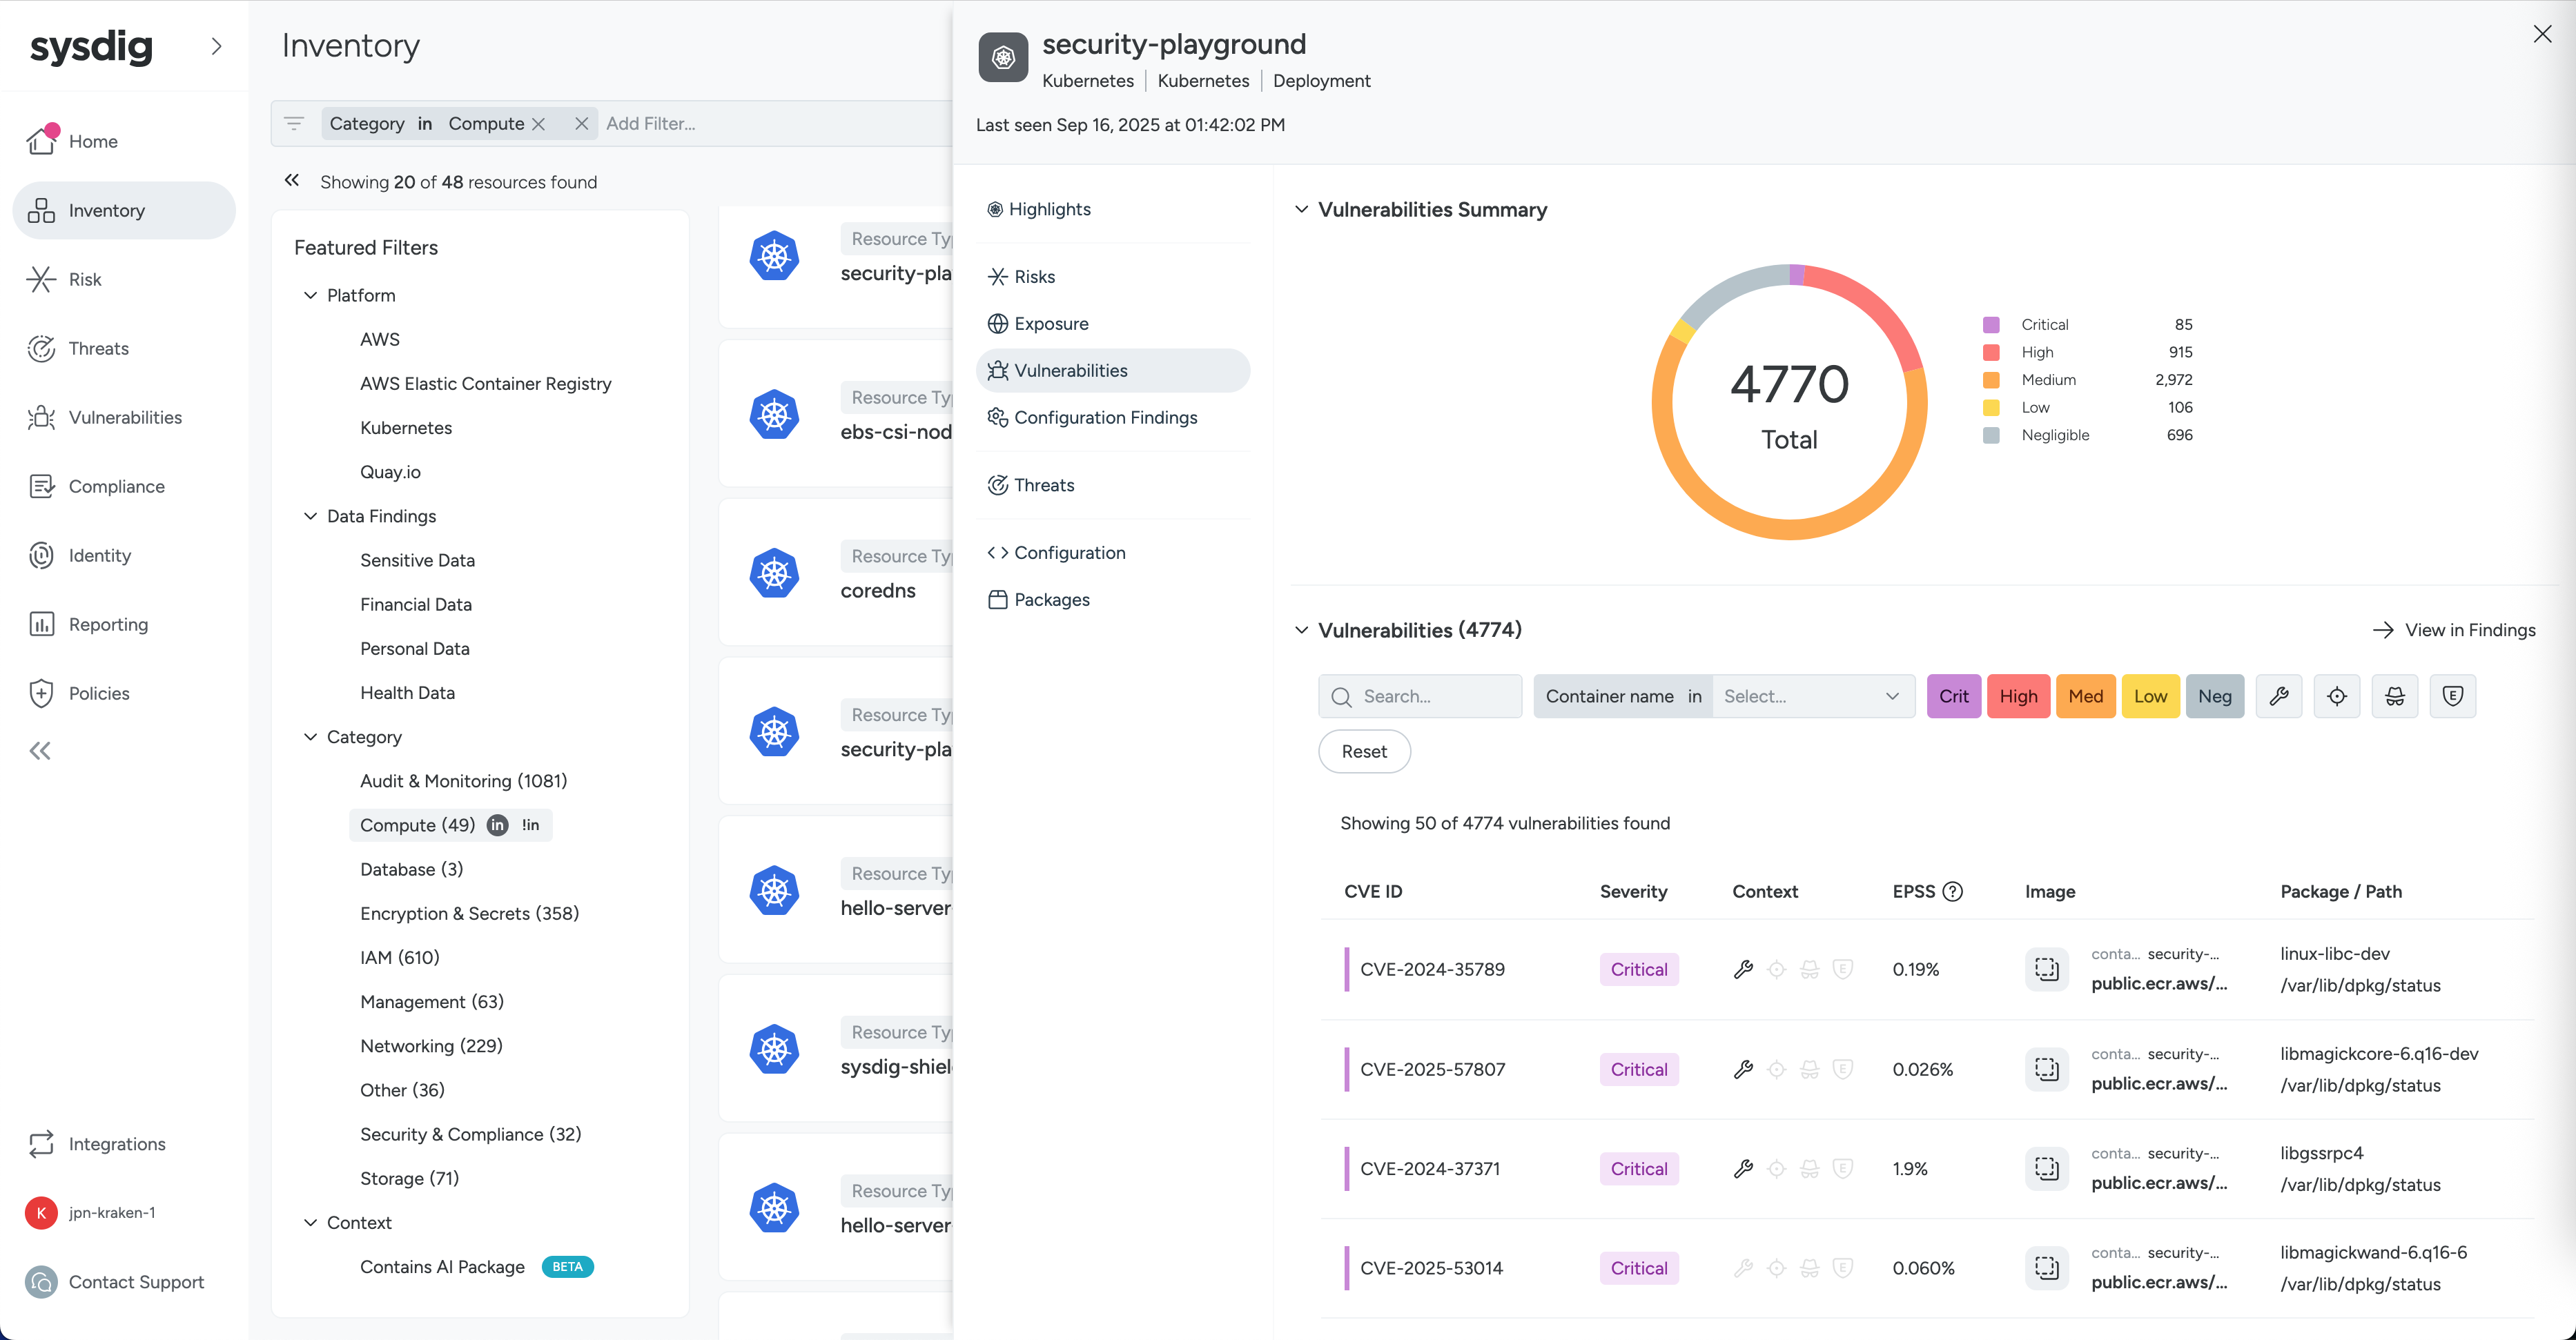 sysdig
Home
Inventory
Risk
Threats
Vulnerabilities
Compliance
Identity
Reporting
Policies
Integrations
K jpn-kraken-1
Contact Support
Inventory
Category in Compute
Add Filter...
Showing 20 of 48 resources found
Featured Filters
Platform
AWS
AWS Elastic Container Registry
Kubernetes
Quay.io
Data Findings
Sensitive Data
Financial Data
Personal Data
Health Data
Category
Audit & Monitoring (1081)
Compute (49) in !in
Database (3)
Encryption & Secrets (358)
IAM (610)
Management (63)
Networking (229)
Other (36)
Security & Compliance (32)
Storage (71)
Context
Contains AI Package BETA
Resource Ty
security-pla
Resource Ty
ebs-csi-nod
Resource Ty
coredns
Resource Ty
security-pla
Resource Ty
hello-server
Resource Ty
sysdig-shiel
Resource Ty
hello-server
security-playground
Kubernetes | Kubernetes | Deployment
Last seen Sep 16, 2025 at 01:42:02 PM
Highlights
Risks
Exposure
Vulnerabilities
Configuration Findings
Threats
Configuration
Packages
Vulnerabilities Summary
4770
Total
Critical 85
High 915
Medium 2,972
Low 106
Negligible 696
Vulnerabilities (4774)
View in Findings
Search...
Container name in Select...
Crit High Med Low Neg E
Reset
Showing 50 of 4774 vulnerabilities found
CVE ID Severity Context EPSS ? Image Package / Path
CVE-2024-35789 Critical E 0.19% conta... security-... linux-libc-dev
public.ecr.aws/... /var/lib/dpkg/status
CVE-2025-57807 Critical E 0.026% conta... security-... libmagickcore-6.q16-dev
public.ecr.aws/... /var/lib/dpkg/status
CVE-2024-37371 Critical E 1.9% conta... security-... libgssrpc4
public.ecr.aws/... /var/lib/dpkg/status
CVE-2025-53014 Critical E 0.060% conta... security-... libmagickwand-6.q16-6
public.ecr.aws/... /var/lib/dpkg/status